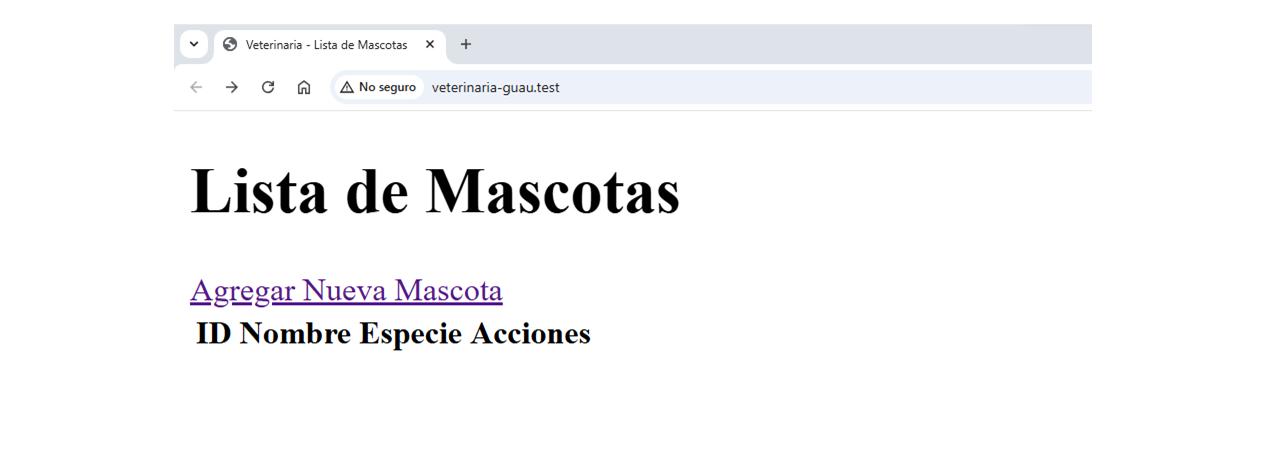 Veterinaria - Lista de Mascotas
No seguro veterinaria-guau.test
Lista de Mascotas
Agregar Nueva Mascota
ID Nombre Especie Acciones